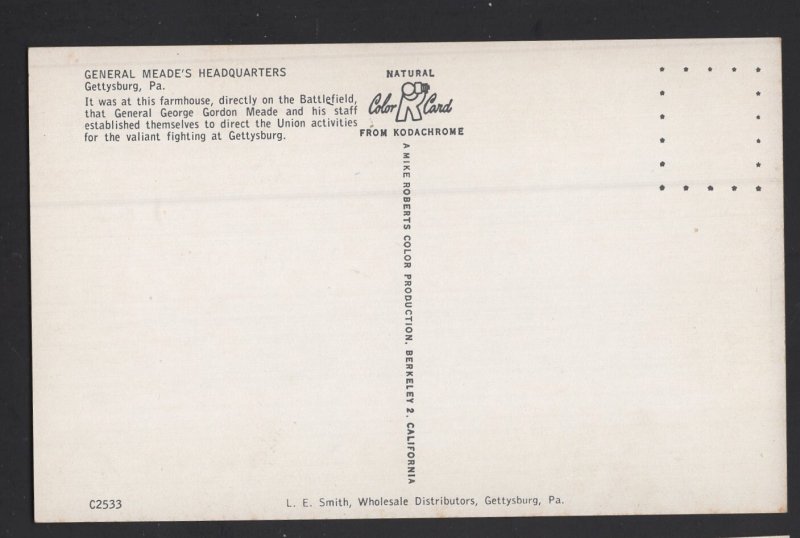 GENERAL MEADE'S HEADQUARTERS
Gettysburg, Pa.
It was at this farmhouse, directly on the Battlefield,
that General George Gordon Meade and his staff
established themselves to direct the Union activities
for the valiant fighting at Gettysburg.
NATURAL
Color Card
FROM KODACHROME
A MIKE ROBERTS COLOR PRODUCTION, BERKELEY 2, CALIFORNIA
C2533
L. E. Smith, Wholesale Distributors, Gettysburg, Pa.